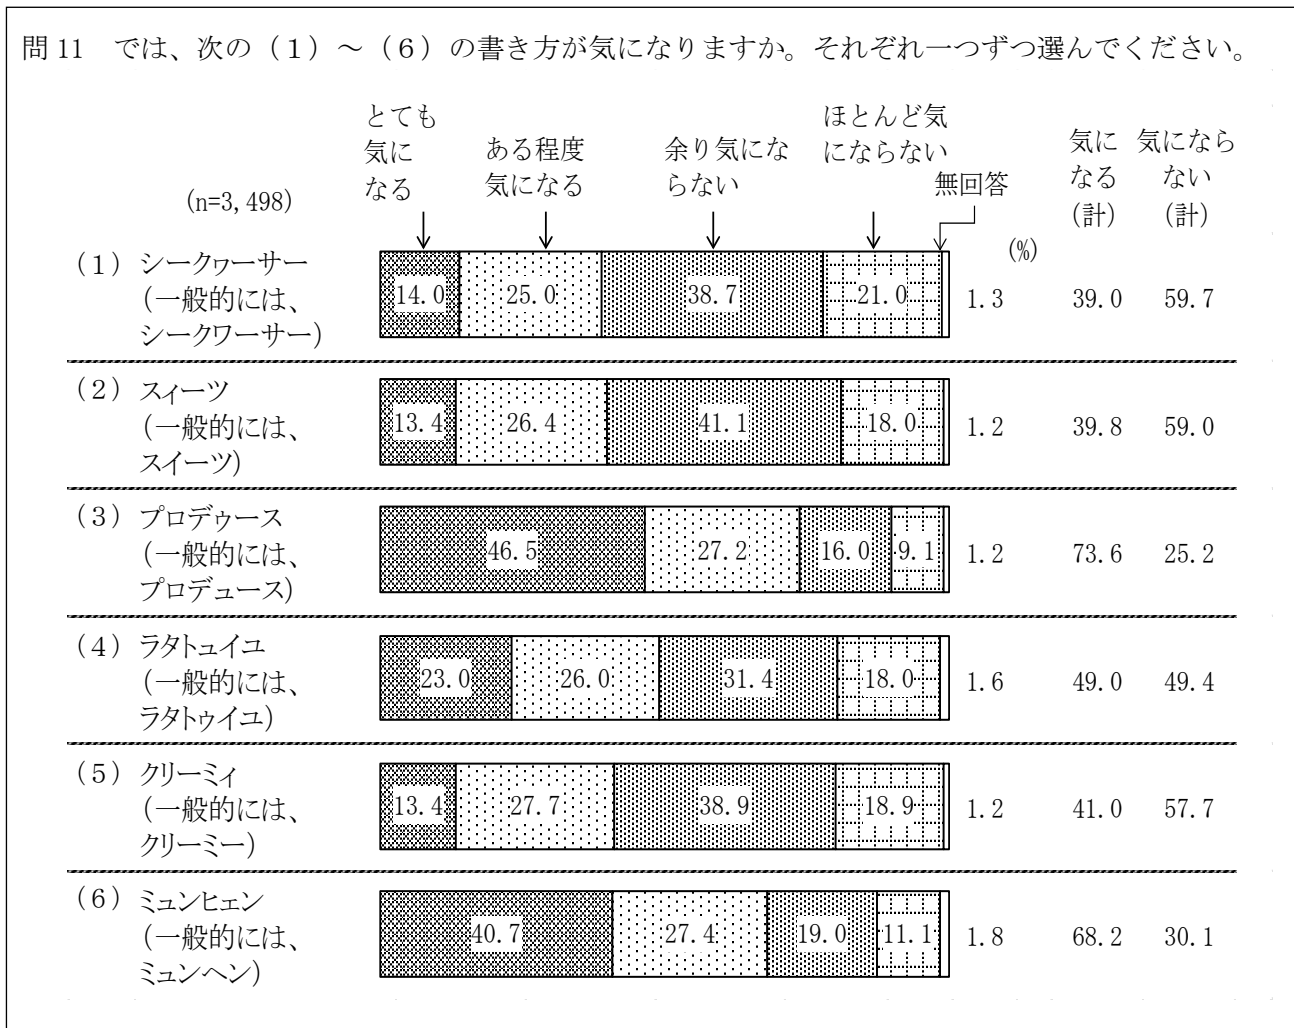 問11　では、次の（１）～（６）の書き方が気になりますか。それぞれ一つずつ選んでください。
とても
気に
なる
ある程度
気になる
余り気にな
らない
ほとんど気
にならない
無回答
気に
なる
(計)
気になら
ない
(計)
(n=3,498)
(%)
（１）シークヮーサー
(一般的には、
シークワーサー)
14.0 25.0 38.7 21.0 1.3 39.0 59.7
（２）スィーツ
(一般的には、
スイーツ)
13.4 26.4 41.1 18.0 1.2 39.8 59.0
（３）プロデゥース
(一般的には、
プロデュース)
46.5 27.2 16.0 9.1 1.2 73.6 25.2
（４）ラタトュイユ
(一般的には、
ラタトゥイユ)
23.0 26.0 31.4 18.0 1.6 49.0 49.4
（５）クリーミィ
(一般的には、
クリーミー)
13.4 27.7 38.9 18.9 1.2 41.0 57.7
（６）ミュンヒェン
(一般的には、
ミュンヘン)
40.7 27.4 19.0 11.1 1.8 68.2 30.1